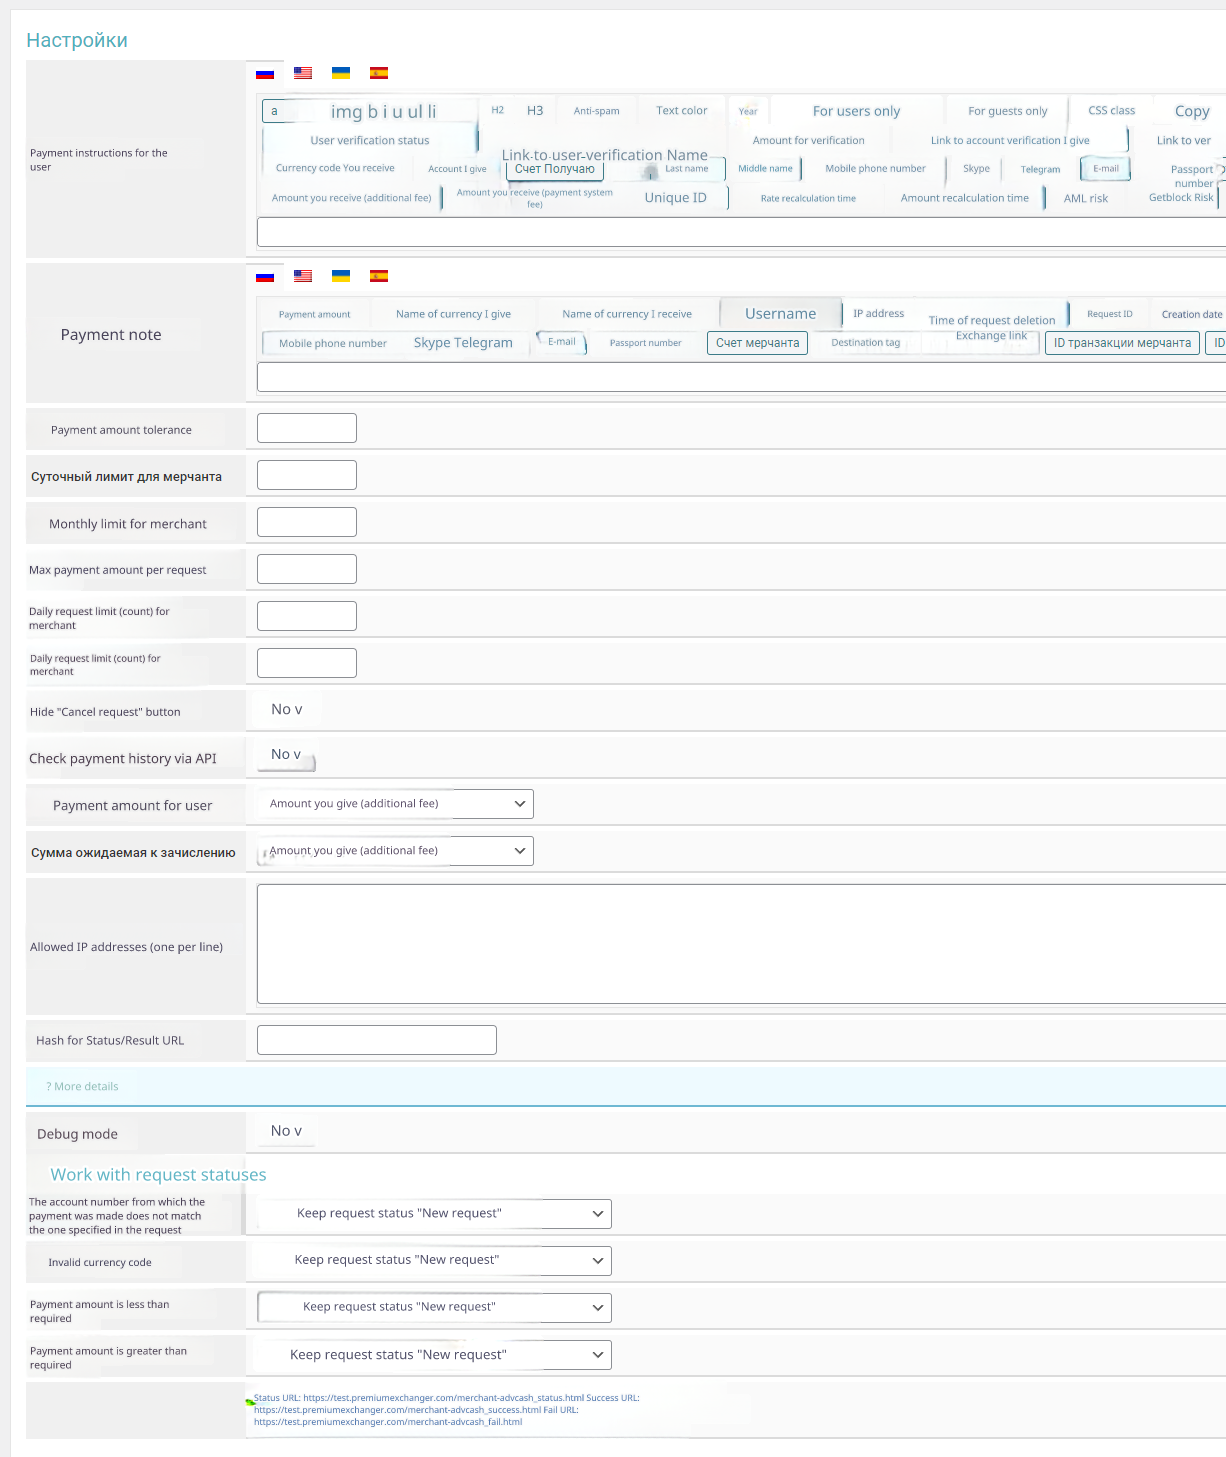 Настройки
a img b i u ul li H2 H3 Anti-spam Text color Year For users only For guests only CSS class Copy
Payment instructions for the
user
User verification status Link to user verification Name Amount for verification Link to account verification I give Link to ver
Currency code You receive Account I give Счет Получаю Last name Middle name Mobile phone number Skype Telegram E-mail Passport
number
Amount you receive (additional fee) Amount you receive (payment system
fee) Unique ID Rate recalculation time Amount recalculation time AML risk Getblock Risk
Payment note
Payment amount Name of currency I give Name of currency I receive Username IP address Time of request deletion Request ID Creation date
Mobile phone number Skype Telegram E-mail Passport number Счет мерчанта Destination tag Exchange link ID транзакции мерчанта ID
Payment amount tolerance
Суточный лимит для мерчанта
Monthly limit for merchant
Max payment amount per request
Daily request limit (count) for
merchant
Daily request limit (count) for
merchant
Hide "Cancel request" button No v
Check payment history via API No v
Payment amount for user Amount you give (additional fee)
Сумма ожидаемая к зачислению Amount you give (additional fee)
Allowed IP addresses (one per line)
Hash for Status/Result URL
? More details
Debug mode No v
Work with request statuses
The account number from which the
payment was made does not match
the one specified in the request
Keep request status "New request"
Invalid currency code Keep request status "New request"
Payment amount is less than
required
Keep request status "New request"
Payment amount is greater than
required
Keep request status "New request"
Status URL: https://test.premiumexchanger.com/merchant-advcash_status.html Success URL:
https://test.premiumexchanger.com/merchant-advcash_success.html Fail URL:
https://test.premiumexchanger.com/merchant-advcash_fail.html